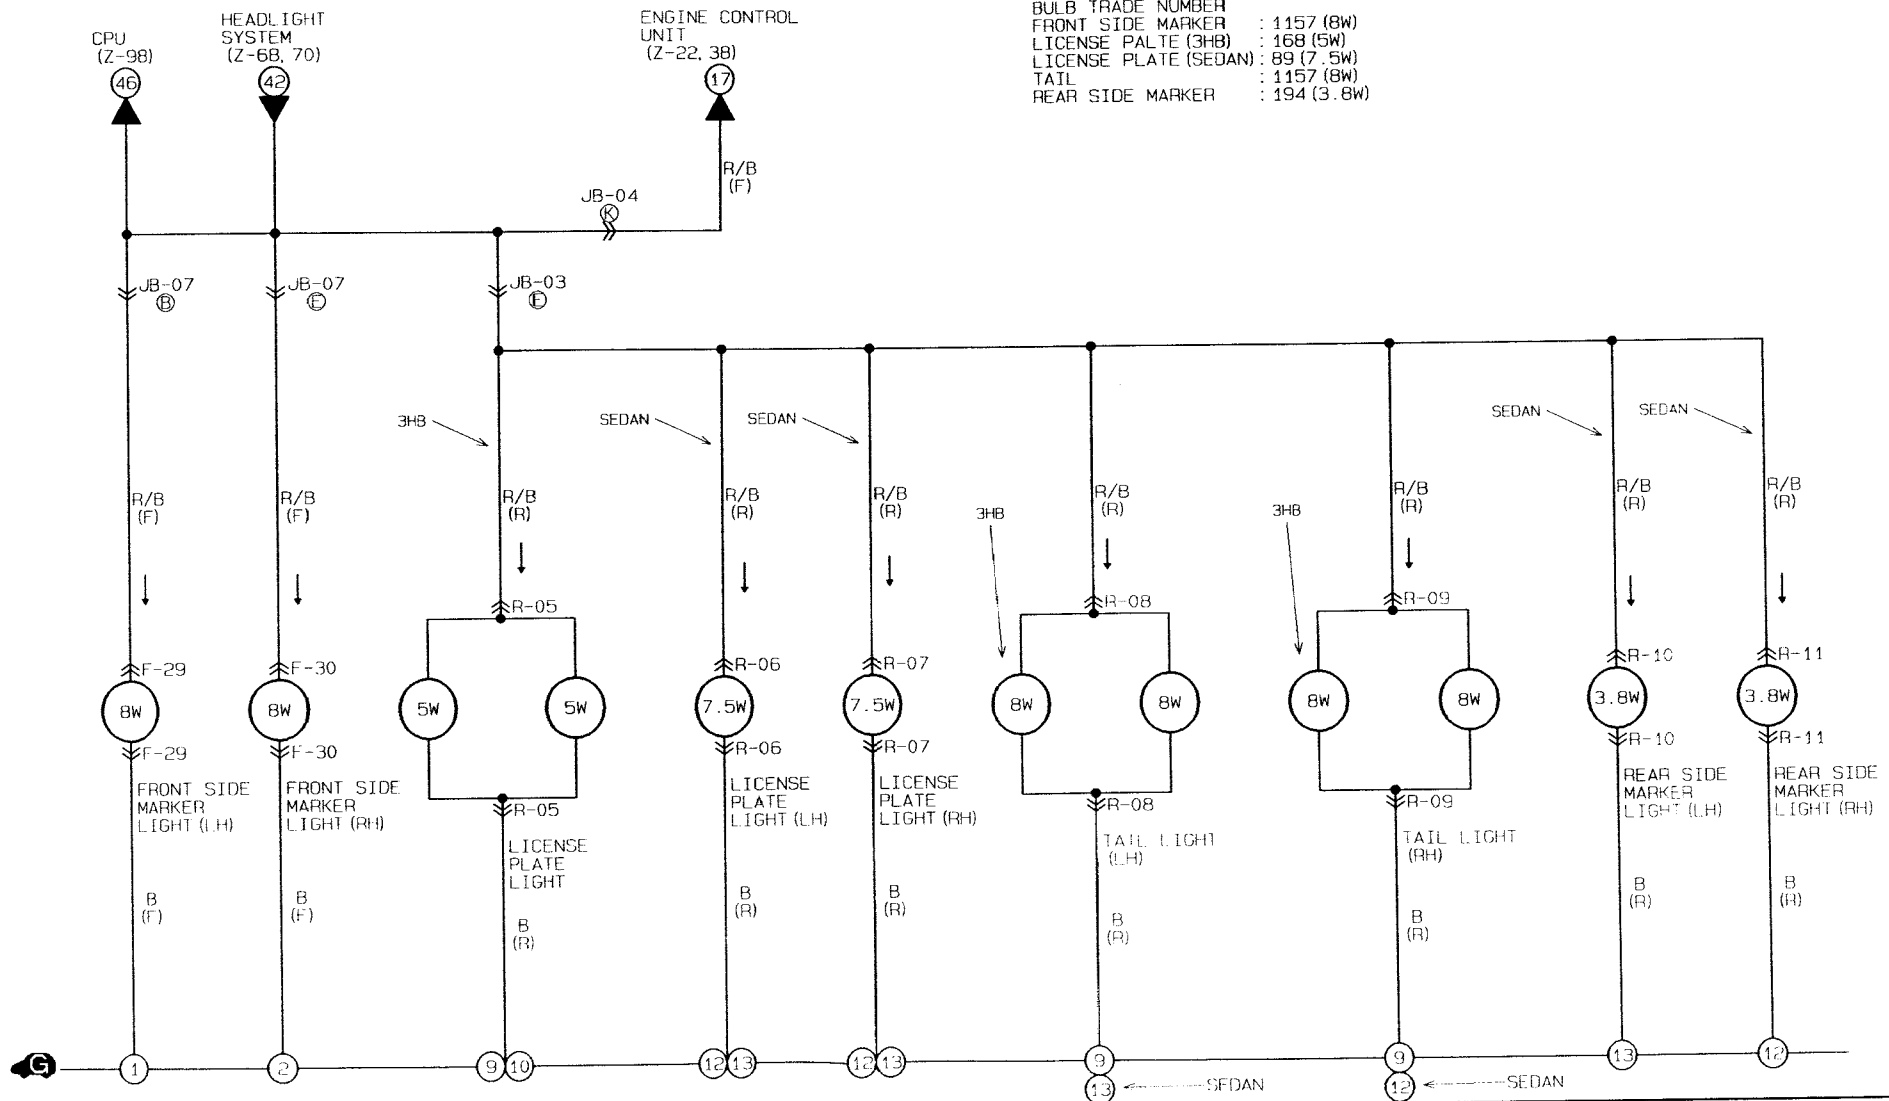 BULB TRADE NUMBER
FRONT SIDE MARKER : 1157 (8W)
LICENSE PALTE (3HB) : 168 (5W)
LICENSE PLATE (SEDAN) : 89 (7.5W)
TAIL : 1157 (8W)
REAR SIDE MARKER : 194 (3.8W)
CPU
(Z-98)
46
HEADLIGHT
SYSTEM
(Z-68, 70)
42
ENGINE CONTROL
UNIT
(Z-22, 38)
17
R/B
(F)
JB-04
K
JB-07
B
JB-07
E
JB-03
E
3HB
SEDAN
SEDAN
SEDAN
SEDAN
R/B
(F)
R/B
(F)
R/B
(R)
R/B
(R)
R/B
(R)
3HB
R/B
(R)
3HB
R/B
(R)
R/B
(R)
R/B
(R)
R-05
R-08
R-09
F-29
F-30
R-06
R-07
R-10
R-11
8W
8W
5W
5W
7.5W
7.5W
8W
8W
8W
8W
3.8W
3.8W
F-29
F-30
R-06
R-07
R-10
R-11
R-05
R-08
R-09
FRONT SIDE
MARKER
LIGHT (LH)
FRONT SIDE
MARKER
LIGHT (RH)
LICENSE
PLATE
LIGHT
LICENSE
PLATE
LIGHT (LH)
LICENSE
PLATE
LIGHT (RH)
TAIL LIGHT
(LH)
TAIL LIGHT
(RH)
REAR SIDE
MARKER
LIGHT (LH)
REAR SIDE
MARKER
LIGHT (RH)
B
(F)
B
(F)
B
(R)
B
(R)
B
(R)
B
(R)
B
(R)
B
(R)
B
(R)
G
1
2
9 10
12 13
12 13
9
9
13
12
13 SEDAN
12 SEDAN